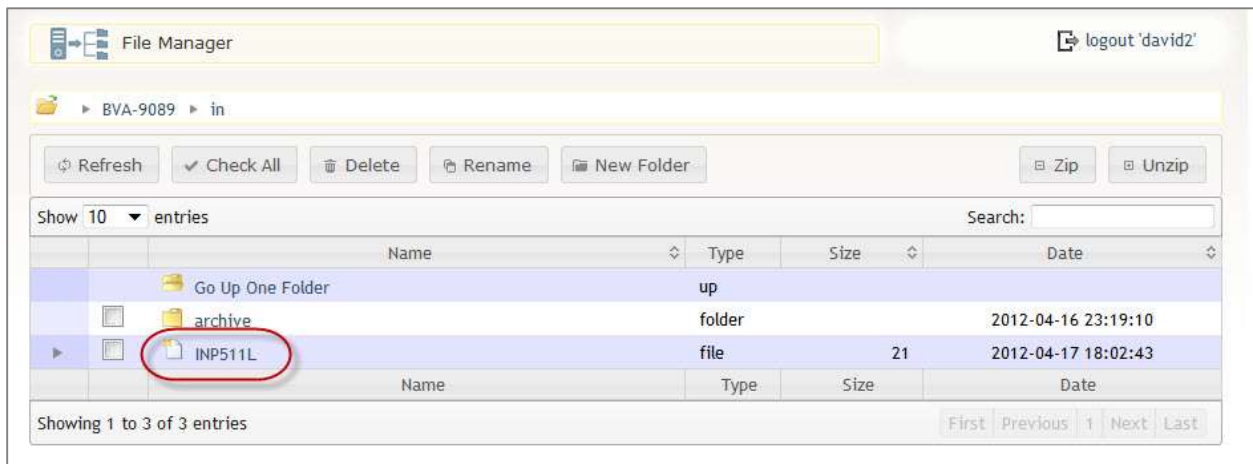 File Manager logout 'david2'
BVA-9089 in
Refresh Check All Delete Rename New Folder Zip Unzip
Show 10 entries Search:
Name Type Size Date
Go Up One Folder up
archive folder 2012-04-16 23:19:10
INP511L file 21 2012-04-17 18:02:43
Name Type Size Date
Showing 1 to 3 of 3 entries First Previous 1 Next Last